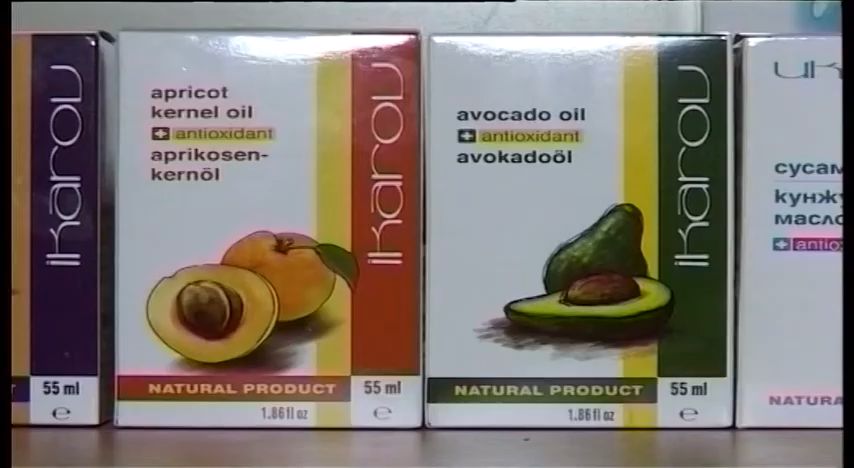 ikarov
apricot
kernel oil
+ antioxidant
aprikosen-
kernöl
ikarov
NATURAL PRODUCT
55 ml
1.86 fl oz
avocado oil
+ antioxidant
avokadoöl
ikarov
NATURAL PRODUCT
55 ml
1.86 fl oz
55 ml
сусам
кунжу
масло
+ antiox
NATURA